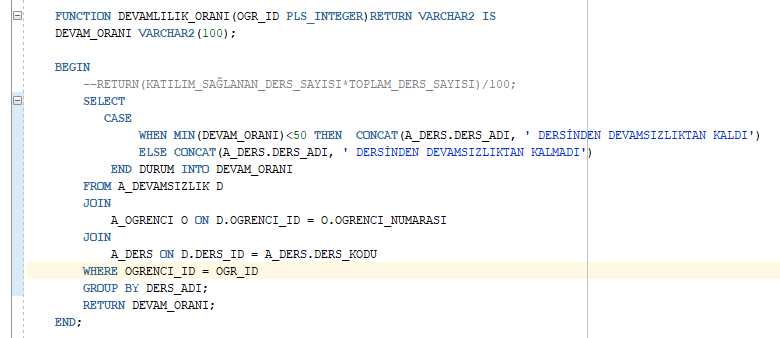 FUNCTION DEVAMLILIK_ORANI(OGR_ID PLS_INTEGER)RETURN VARCHAR2 IS
DEVAM_ORANI VARCHAR2(100);
BEGIN
--RETURN(KATILIM_SAĞLANAN_DERS_SAYISI*TOPLAM_DERS_SAYISI)/100;
SELECT
CASE
WHEN MIN(DEVAM_ORANI)<50 THEN  CONCAT(A_DERS.DERS_ADI, ' DERSİNDEN DEVAMSIZLIKTAN KALDI')
ELSE CONCAT(A_DERS.DERS_ADI, ' DERSİNDEN DEVAMSIZLIKTAN KALMADI')
END DURUM INTO DEVAM_ORANI
FROM A_DEVAMSIZLIK D
JOIN
A_OGRENCI O ON D.OGRENCI_ID = O.OGRENCI_NUMARASI
JOIN
A_DERS ON D.DERS_ID = A_DERS.DERS_KODU
WHERE OGRENCI_ID = OGR_ID
GROUP BY DERS_ADI;
RETURN DEVAM_ORANI;
END;